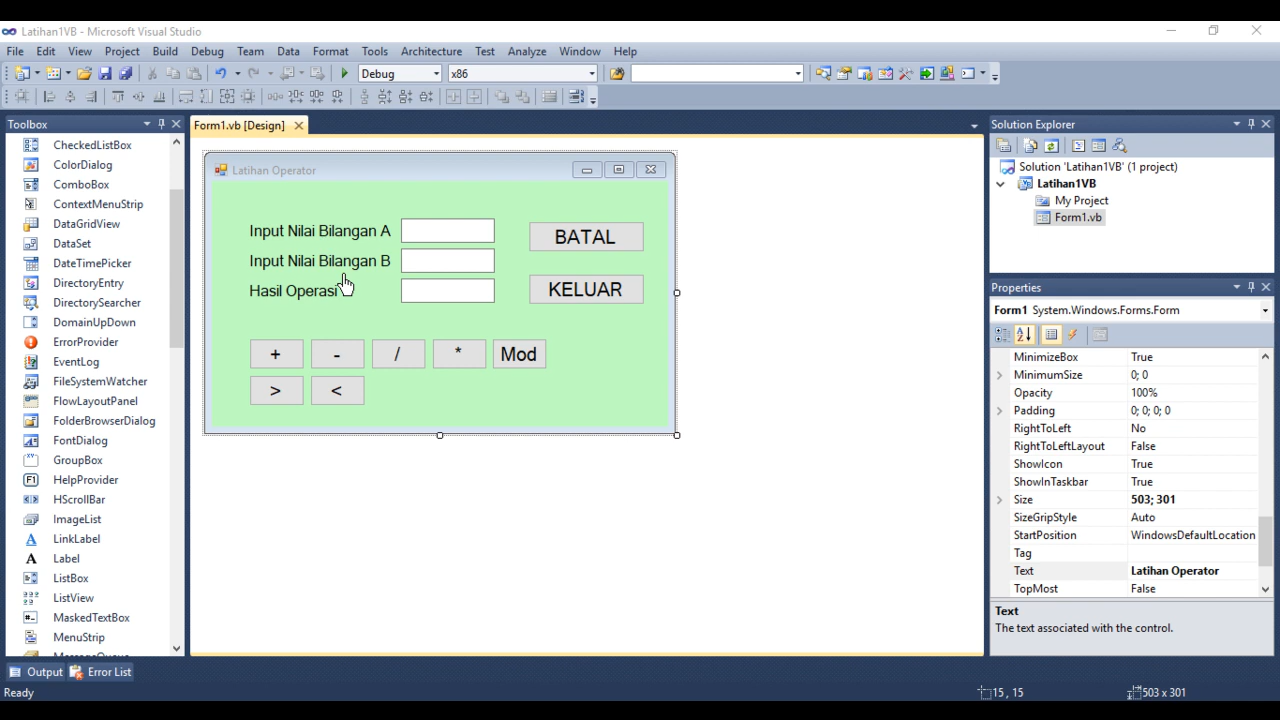 Latihan1VB - Microsoft Visual Studio
File Edit View Project Build Debug Team Data Format Tools Architecture Test Analyze Window Help
Debug x86
Toolbox
Form1.vb [Design]
CheckedListBox
ColorDialog
ComboBox
ContextMenuStrip
DataGridView
DataSet
DateTimePicker
DirectoryEntry
DirectorySearcher
DomainUpDown
ErrorProvider
EventLog
FileSystemWatcher
FlowLayoutPanel
FolderBrowserDialog
FontDialog
GroupBox
HelpProvider
HScrollBar
ImageList
LinkLabel
Label
ListBox
ListView
MaskedTextBox
MenuStrip
Latihan Operator
Input Nilai Bilangan A
Input Nilai Bilangan B
Hasil Operasi
BATAL
KELUAR
+ - / * Mod
> <
Solution Explorer
Solution 'Latihan1VB' (1 project)
Latihan1VB
My Project
Form1.vb
Properties
Form1 System.Windows.Forms.Form
MinimizeBox True
MinimumSize 0; 0
Opacity 100%
Padding 0; 0; 0; 0
RightToLeft No
RightToLeftLayout False
ShowIcon True
ShowInTaskbar True
Size 503; 301
SizeGripStyle Auto
StartPosition WindowsDefaultLocation
Tag
Text Latihan Operator
TopMost False
Text
The text associated with the control.
Output Error List
Ready 15 , 15 503 x 301